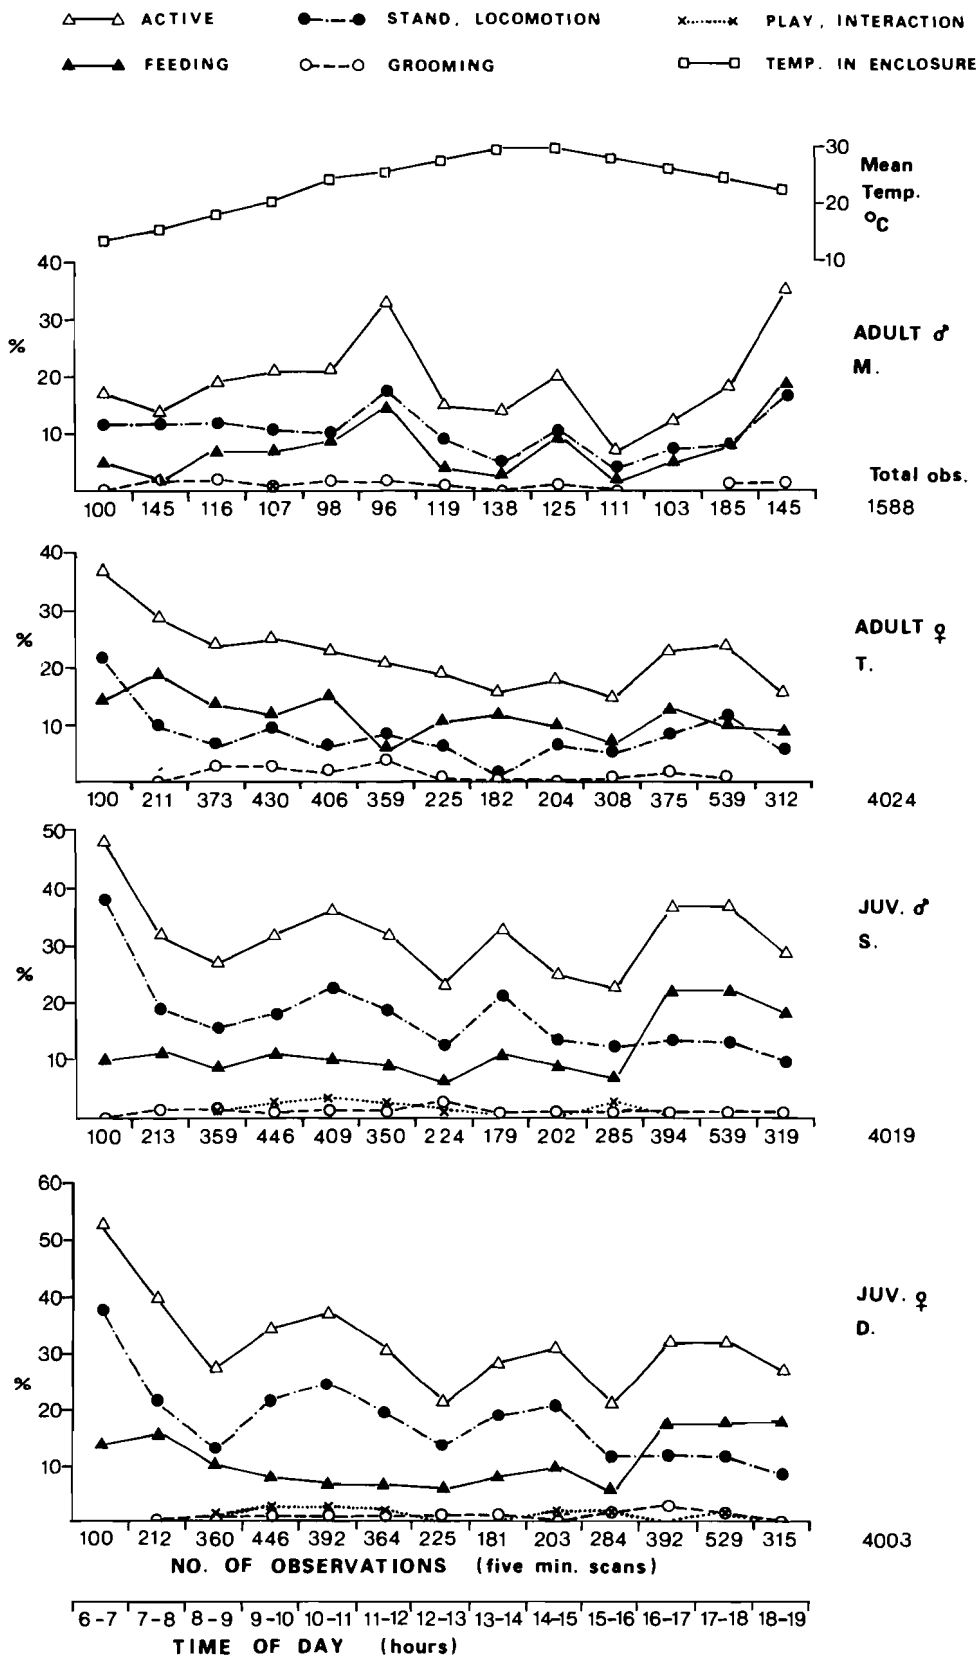 ACTIVE STAND, LOCOMOTION PLAY, INTERACTION
FEEDING GROOMING TEMP. IN ENCLOSURE
30
20
10
Mean
Temp.
°C
40
30
20
10
%
ADULT ♂
M.
Total obs.
100 145 116 107 98 96 119 138 125 111 103 185 145 1588
40
30
20
10
%
ADULT ♀
T.
100 211 373 430 406 359 225 182 204 308 375 539 312 4024
50
40
30
20
10
%
JUV. ♂
S.
100 213 359 446 409 350 224 179 202 285 394 539 319 4019
60
50
40
30
20
10
%
JUV. ♀
D.
100 212 360 446 392 364 225 181 203 284 392 529 315 4003
NO. OF OBSERVATIONS (five min. scans)
6-7 7-8 8-9 9-10 10-11 11-12 12-13 13-14 14-15 15-16 16-17 17-18 18-19
TIME OF DAY (hours)